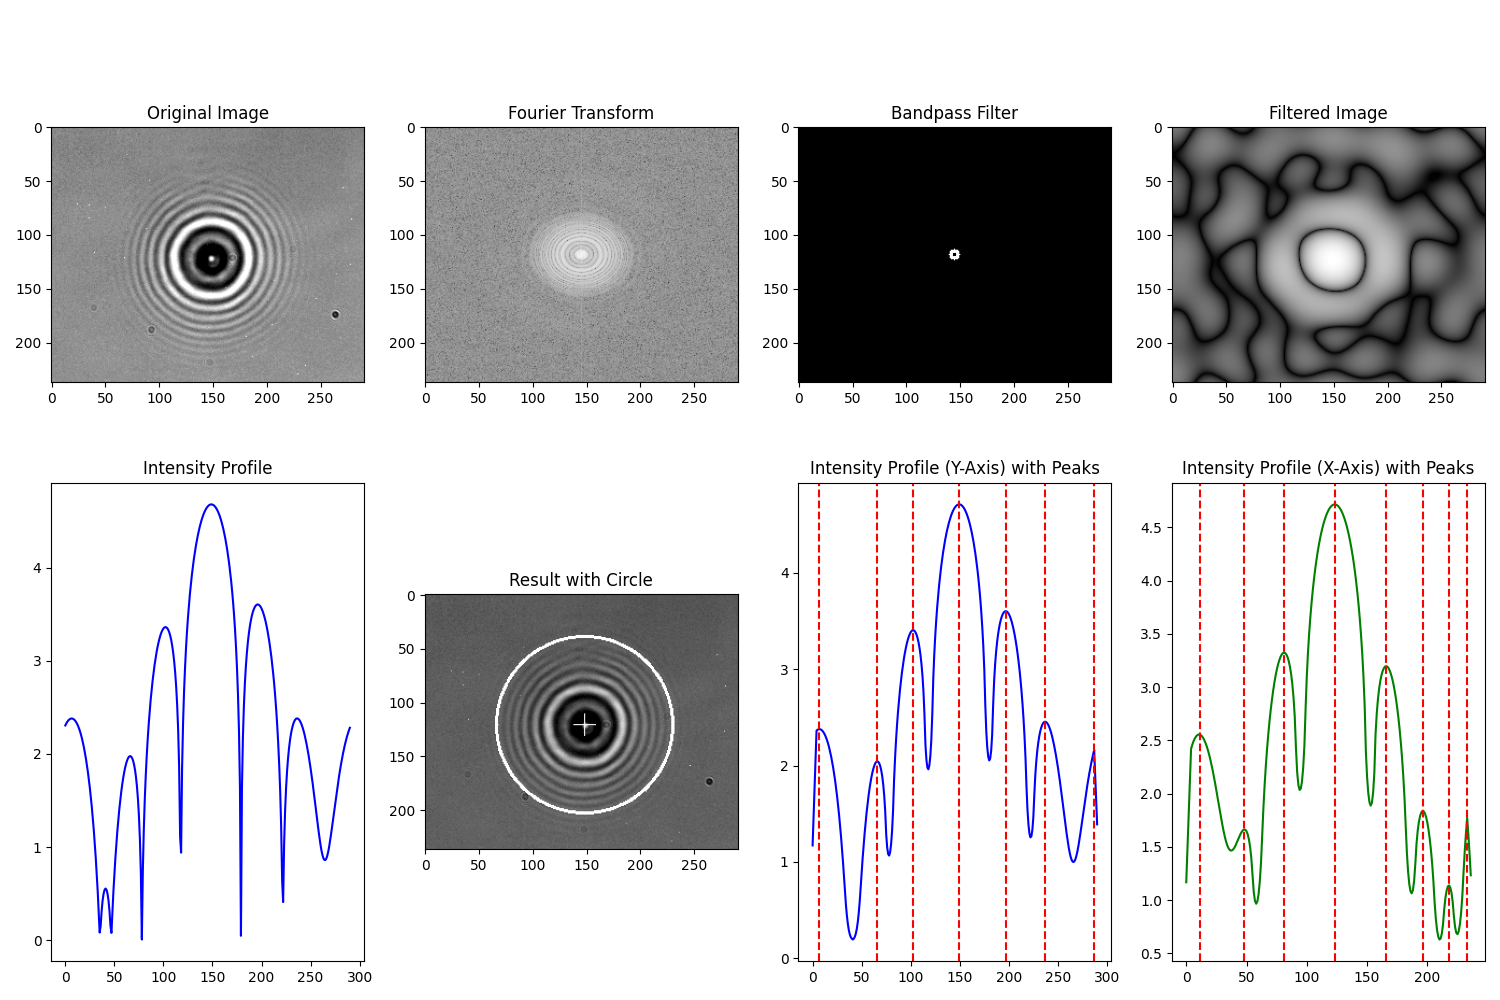 Original Image
Fourier Transform
Bandpass Filter
Filtered Image
0
50
100
150
200
0 50 100 150 200 250
0
50
100
150
200
0 50 100 150 200 250
0
50
100
150
200
0 50 100 150 200 250
0
50
100
150
200
0 50 100 150 200 250
Intensity Profile
4
3
2
1
0
0 50 100 150 200 250 300
Result with Circle
0
50
100
150
200
0 50 100 150 200 250
Intensity Profile (Y-Axis) with Peaks
4
3
2
1
0
0 50 100 150 200 250 300
Intensity Profile (X-Axis) with Peaks
4.5
4.0
3.5
3.0
2.5
2.0
1.5
1.0
0.5
0 50 100 150 200